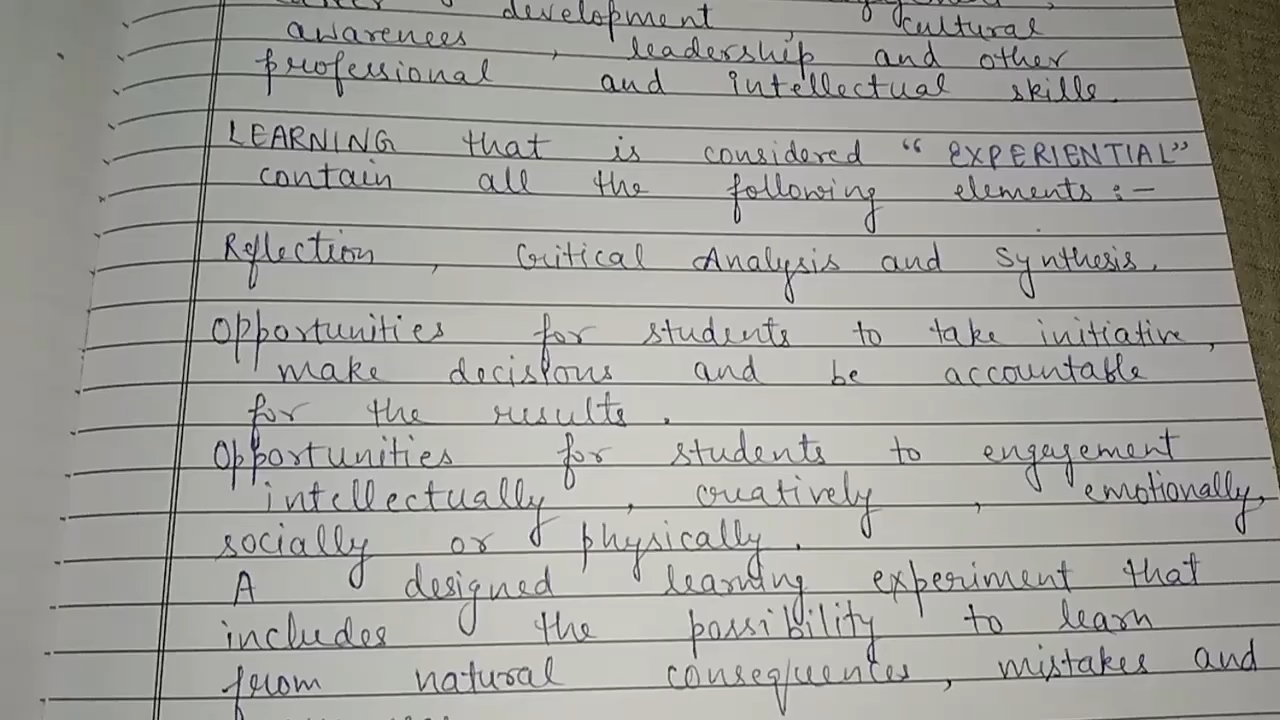 development , cultural
awarenees , leadership and other
professional and intellectual skills.
LEARNING that is considered “EXPERIENTIAL”
contain all the following elements :-
Reflection , Critical Analysis and Synthesis.
Opportunities for students to take initiative,
make decisions and be accountable
for the results .
Opportunities for students to engagement
intellectually , creatively , emotionally,
socially or physically .
A designed learning experiment that
includes the possibility to learn
from natural consequences , mistakes and